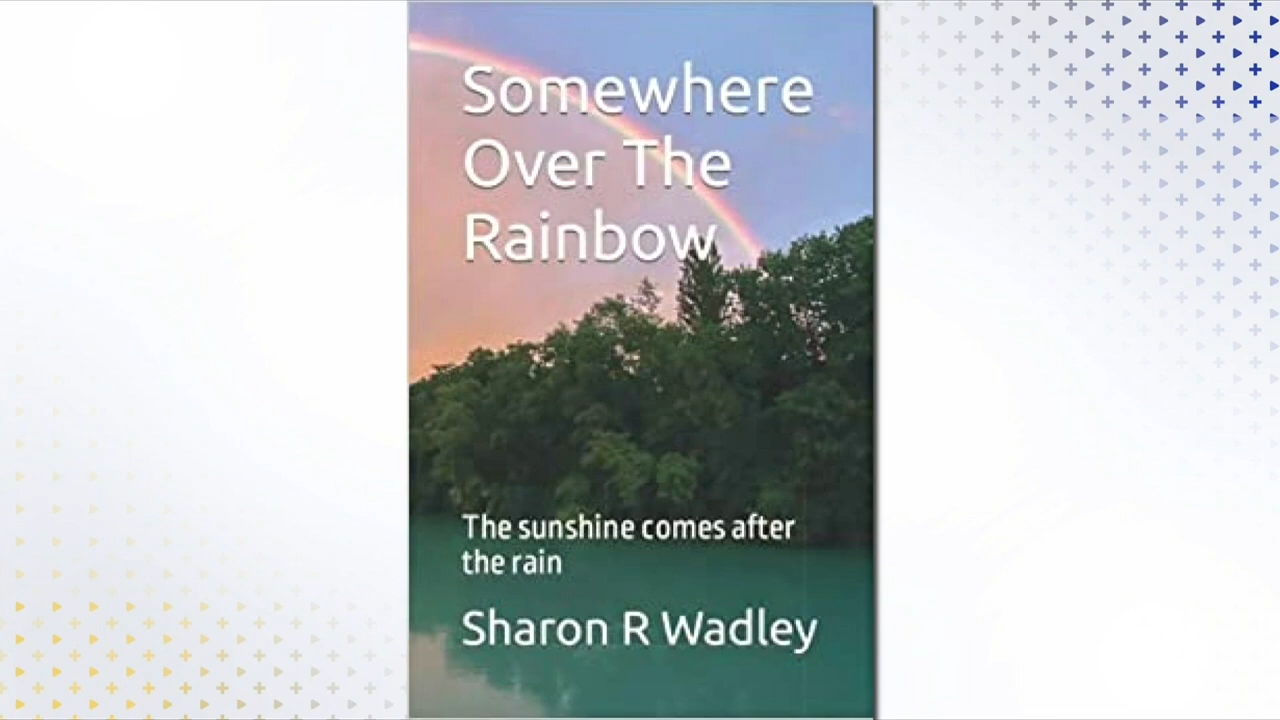 Somewhere
Over The
Rainbow
The sunshine comes after
the rain
Sharon R Wadley